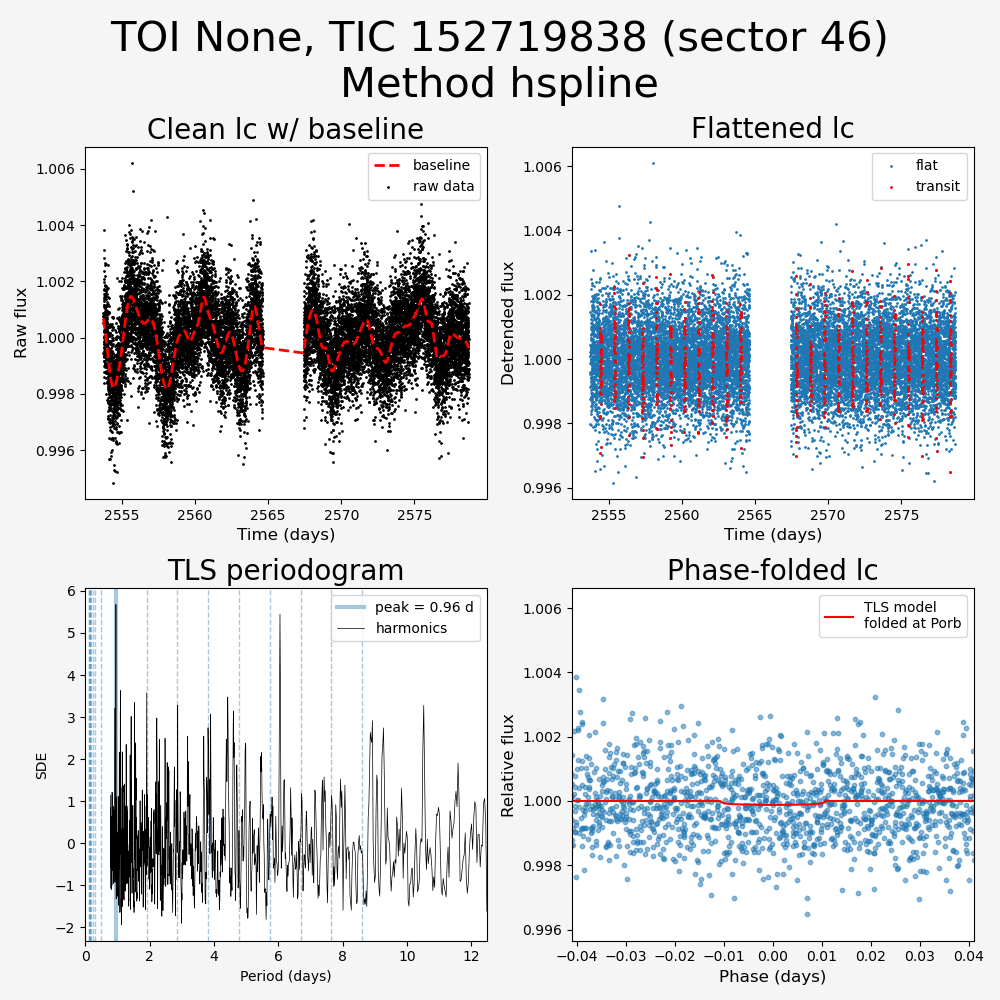 TOI None, TIC 152719838 (sector 46)
Method hspline
Clean lc w/ baseline
baseline
raw data
1.006
1.004
1.002
1.000
0.998
0.996
Raw flux
2555 2560 2565 2570 2575
Time (days)
Flattened lc
flat
transit
1.006
1.004
1.002
1.000
0.998
0.996
Detrended flux
2555 2560 2565 2570 2575
Time (days)
TLS periodogram
peak = 0.96 d
harmonics
6
5
4
3
2
1
0
−1
−2
SDE
0 2 4 6 8 10 12
Period (days)
Phase-folded lc
TLS model
folded at Porb
1.006
1.004
1.002
1.000
0.998
0.996
Relative flux
−0.04 −0.03 −0.02 −0.01 0.00 0.01 0.02 0.03 0.04
Phase (days)